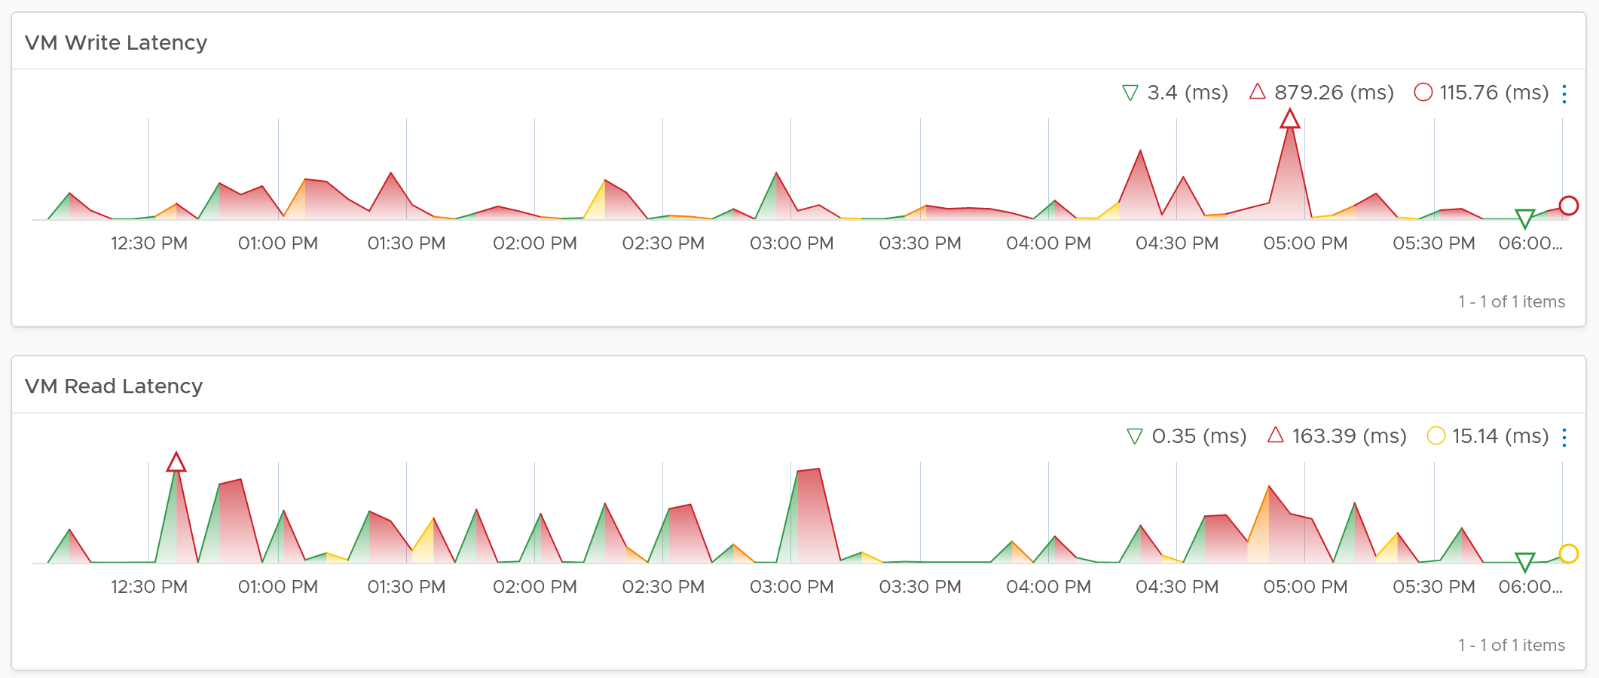 VM Write Latency
3.4 (ms) 879.26 (ms) 115.76 (ms)
12:30 PM 01:00 PM 01:30 PM 02:00 PM 02:30 PM 03:00 PM 03:30 PM 04:00 PM 04:30 PM 05:00 PM 05:30 PM 06:00...
1 - 1 of 1 items
VM Read Latency
0.35 (ms) 163.39 (ms) 15.14 (ms)
12:30 PM 01:00 PM 01:30 PM 02:00 PM 02:30 PM 03:00 PM 03:30 PM 04:00 PM 04:30 PM 05:00 PM 05:30 PM 06:00...
1 - 1 of 1 items